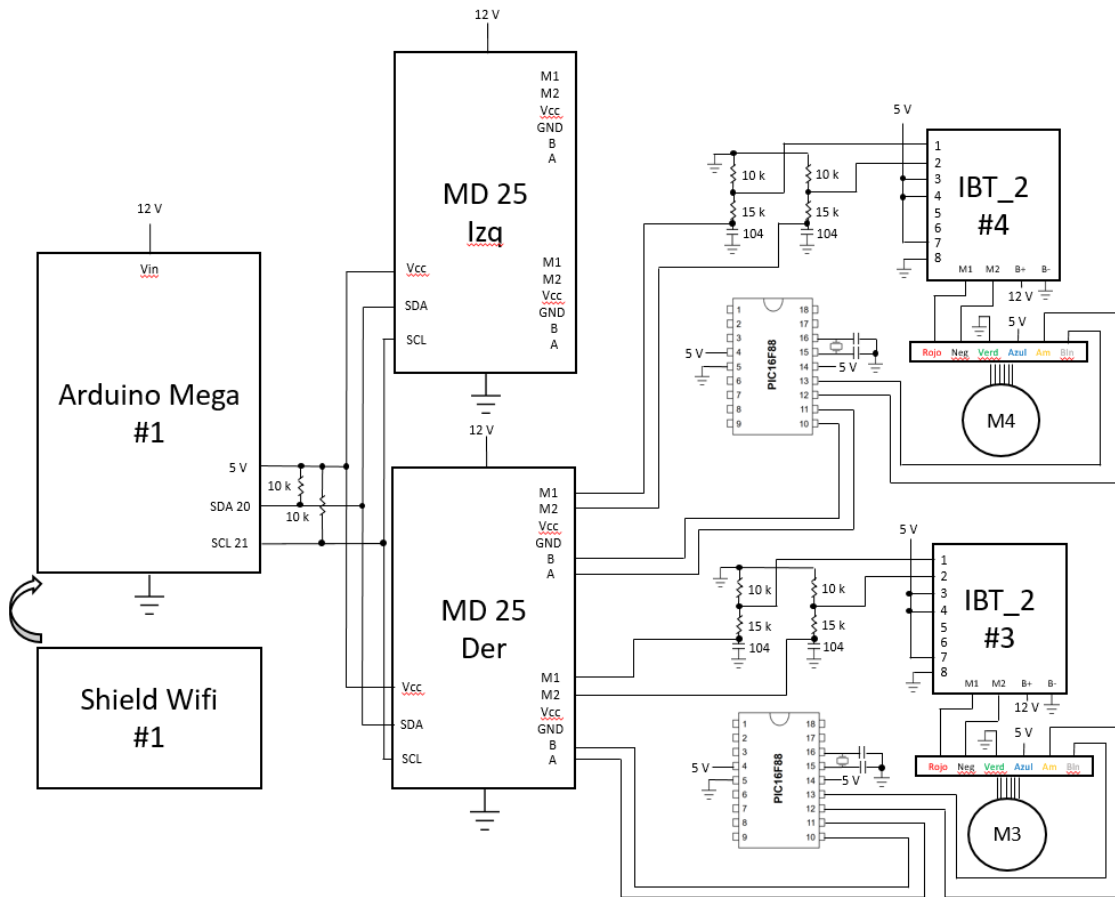 12 V
MD 25
Izq
M1
M2
Vcc
GND
B
A
M1
M2
Vcc
GND
B
A
Vcc
SDA
SCL
12 V
Vin
Arduino Mega
#1
5 V
SDA 20
SCL 21
10 k
10 k
Shield Wifi
#1
12 V
MD 25
Der
M1
M2
Vcc
GND
B
A
M1
M2
Vcc
GND
B
A
Vcc
SDA
SCL
10 k
10 k
15 k
15 k
104
104
5 V
1
2
3
4
5
6
7
8
IBT_2
#4
M1 M2 B+ B-
12 V
5 V
Rojo Neg Verd Azul Am Bln
M4
PIC16F88
1
2
3
4
5
6
7
8
9
18
17
16
15
14
13
12
11
10
5 V
5 V
10 k
10 k
15 k
15 k
104
104
5 V
1
2
3
4
5
6
7
8
IBT_2
#3
M1 M2 B+ B-
12 V
5 V
Rojo Neg Verd Azul Am Bln
M3
PIC16F88
1
2
3
4
5
6
7
8
9
18
17
16
15
14
13
12
11
10
5 V
5 V